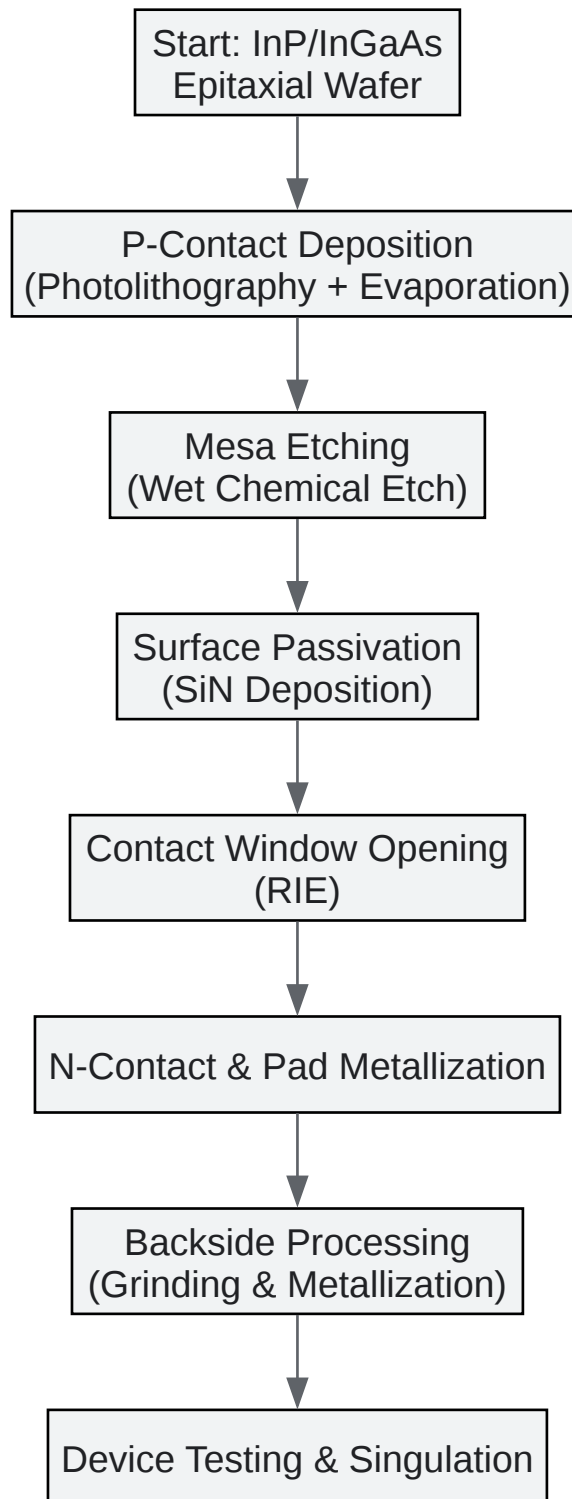 Start: InP/InGaAs
Epitaxial Wafer
P-Contact Deposition
(Photolithography + Evaporation)
Mesa Etching
(Wet Chemical Etch)
Surface Passivation
(SiN Deposition)
Contact Window Opening
(RIE)
N-Contact & Pad Metallization
Backside Processing
(Grinding & Metallization)
Device Testing & Singulation